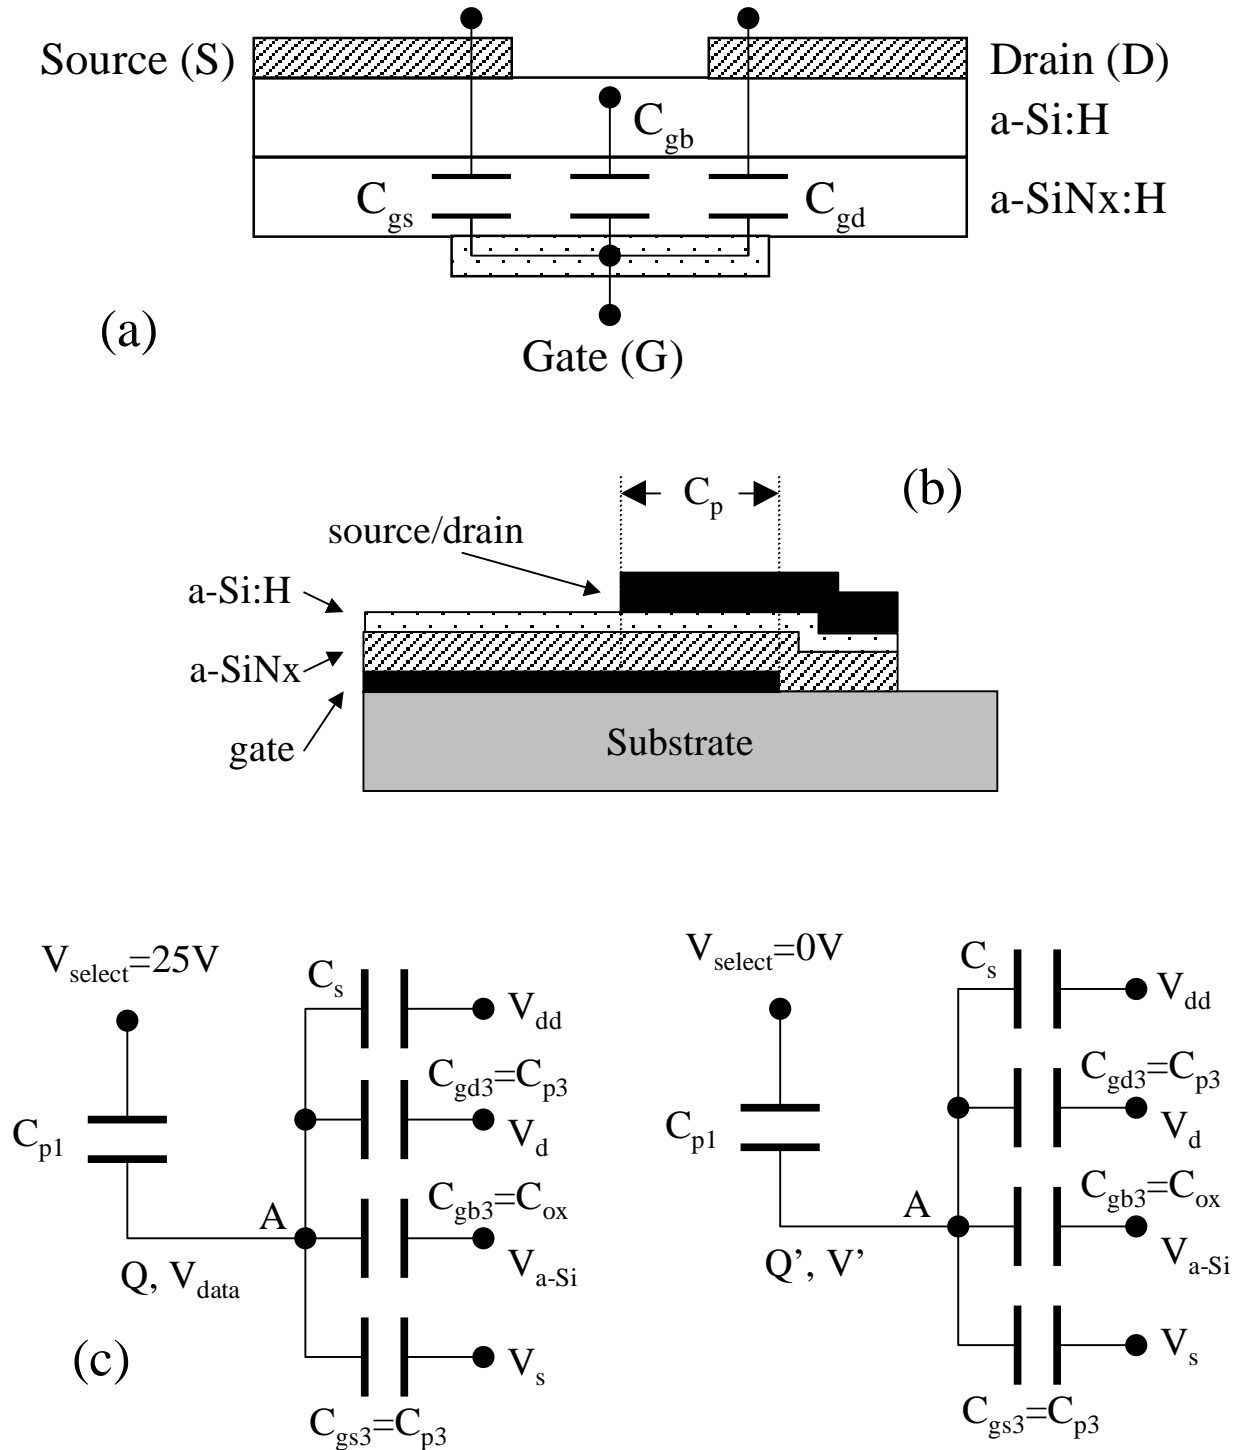 Source (S)
Drain (D)
C_gb
a-Si:H
C_gs
C_gd
a-SiNx:H
(a)
Gate (G)
(b)
C_p
source/drain
a-Si:H
a-SiNx
gate
Substrate
V_select=25V
C_s
V_dd
C_gd3=C_p3
C_p1
V_d
C_gb3=C_ox
A
V_a-Si
Q, V_data
V_s
C_gs3=C_p3
(c)
V_select=0V
C_s
V_dd
C_gd3=C_p3
C_p1
V_d
C_gb3=C_ox
A
V_a-Si
Q’, V’
V_s
C_gs3=C_p3